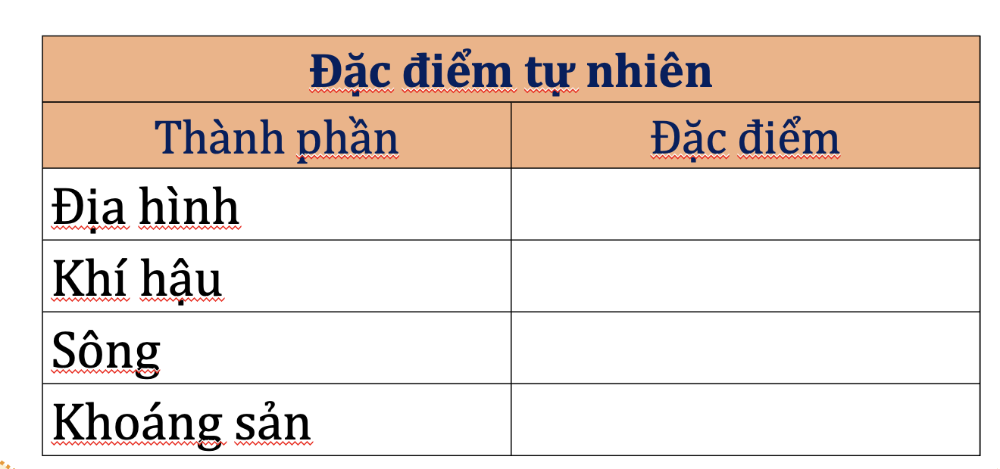 Đặc điểm tự nhiên
Thành phần
Đặc điểm
Địa hình
Khí hậu
Sông
Khoáng sản